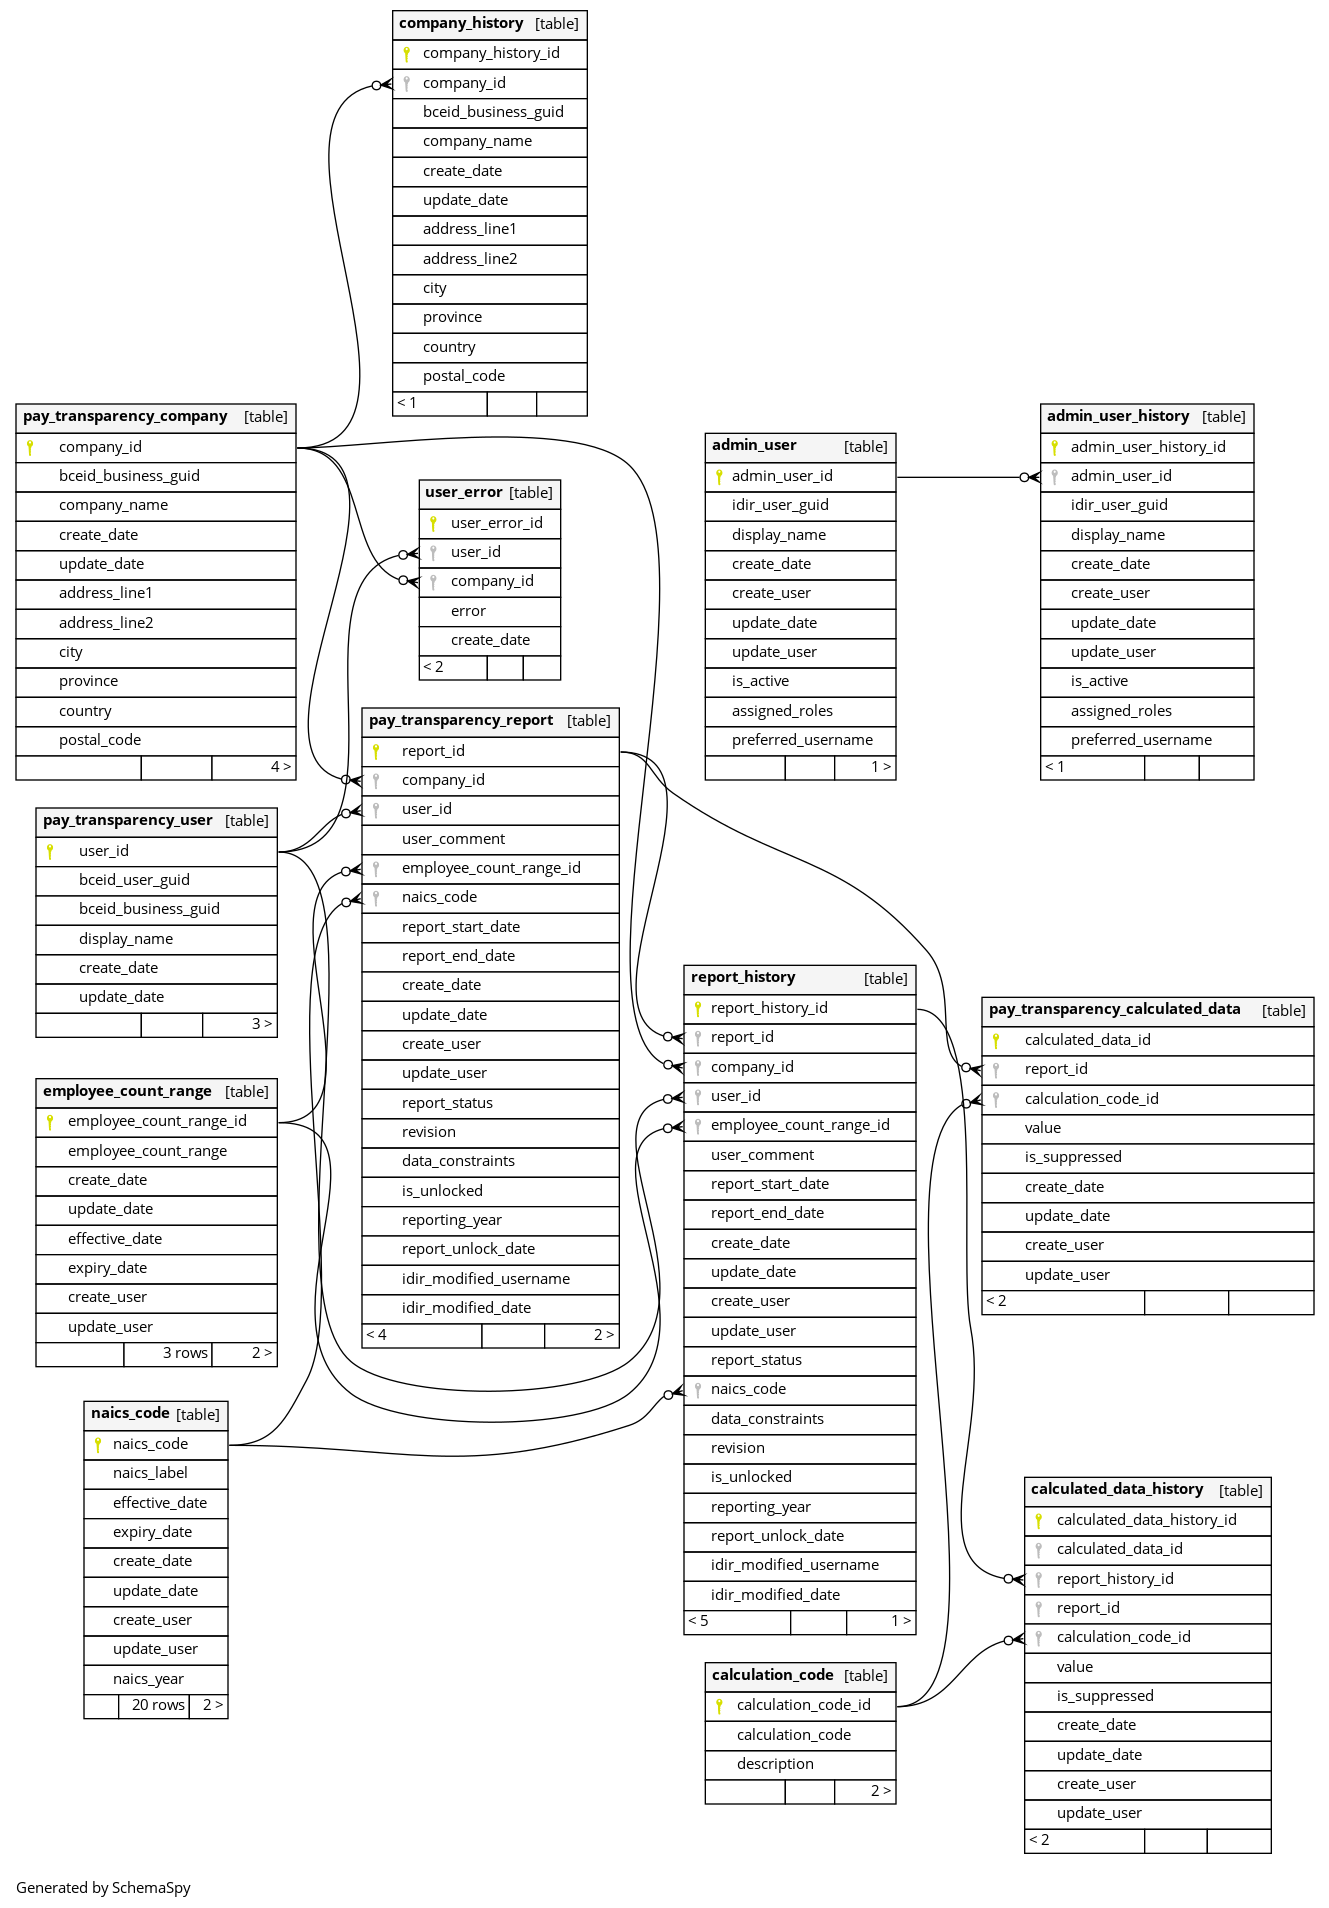 company_history [table]
company_history_id
company_id
bceid_business_guid
company_name
create_date
update_date
address_line1
address_line2
city
province
country
postal_code
< 1
pay_transparency_company [table]
company_id
bceid_business_guid
company_name
create_date
update_date
address_line1
address_line2
city
province
country
postal_code
4 >
user_error [table]
user_error_id
user_id
company_id
error
create_date
< 2
admin_user [table]
admin_user_id
idir_user_guid
display_name
create_date
create_user
update_date
update_user
is_active
assigned_roles
preferred_username
1 >
admin_user_history [table]
admin_user_history_id
admin_user_id
idir_user_guid
display_name
create_date
create_user
update_date
update_user
is_active
assigned_roles
preferred_username
< 1
pay_transparency_user [table]
user_id
bceid_user_guid
bceid_business_guid
display_name
create_date
update_date
3 >
pay_transparency_report [table]
report_id
company_id
user_id
user_comment
employee_count_range_id
naics_code
report_start_date
report_end_date
create_date
update_date
create_user
update_user
report_status
revision
data_constraints
is_unlocked
reporting_year
report_unlock_date
idir_modified_username
idir_modified_date
< 4 2 >
employee_count_range [table]
employee_count_range_id
employee_count_range
create_date
update_date
effective_date
expiry_date
create_user
update_user
3 rows 2 >
report_history [table]
report_history_id
report_id
company_id
user_id
employee_count_range_id
user_comment
report_start_date
report_end_date
create_date
update_date
create_user
update_user
report_status
naics_code
data_constraints
revision
is_unlocked
reporting_year
report_unlock_date
idir_modified_username
idir_modified_date
< 5 1 >
pay_transparency_calculated_data [table]
calculated_data_id
report_id
calculation_code_id
value
is_suppressed
create_date
update_date
create_user
update_user
< 2
naics_code [table]
naics_code
naics_label
effective_date
expiry_date
create_date
update_date
create_user
update_user
naics_year
20 rows 2 >
calculation_code [table]
calculation_code_id
calculation_code
description
2 >
calculated_data_history [table]
calculated_data_history_id
calculated_data_id
report_history_id
report_id
calculation_code_id
value
is_suppressed
create_date
update_date
create_user
update_user
< 2
Generated by SchemaSpy